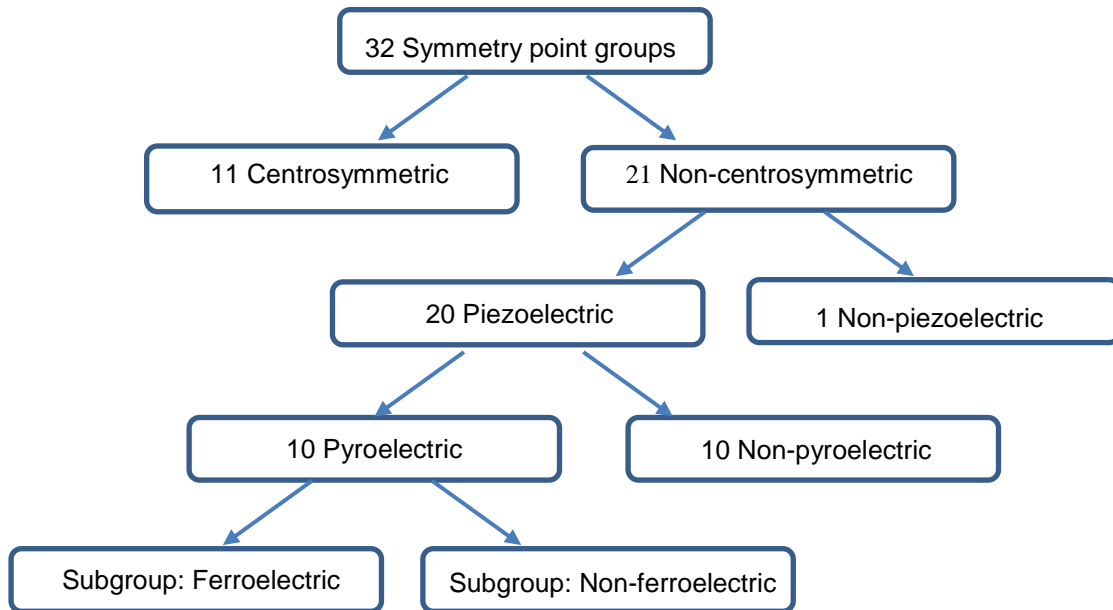 32 Symmetry point groups
11 Centrosymmetric
21 Non-centrosymmetric
20 Piezoelectric
1 Non-piezoelectric
10 Pyroelectric
10 Non-pyroelectric
Subgroup: Ferroelectric
Subgroup: Non-ferroelectric